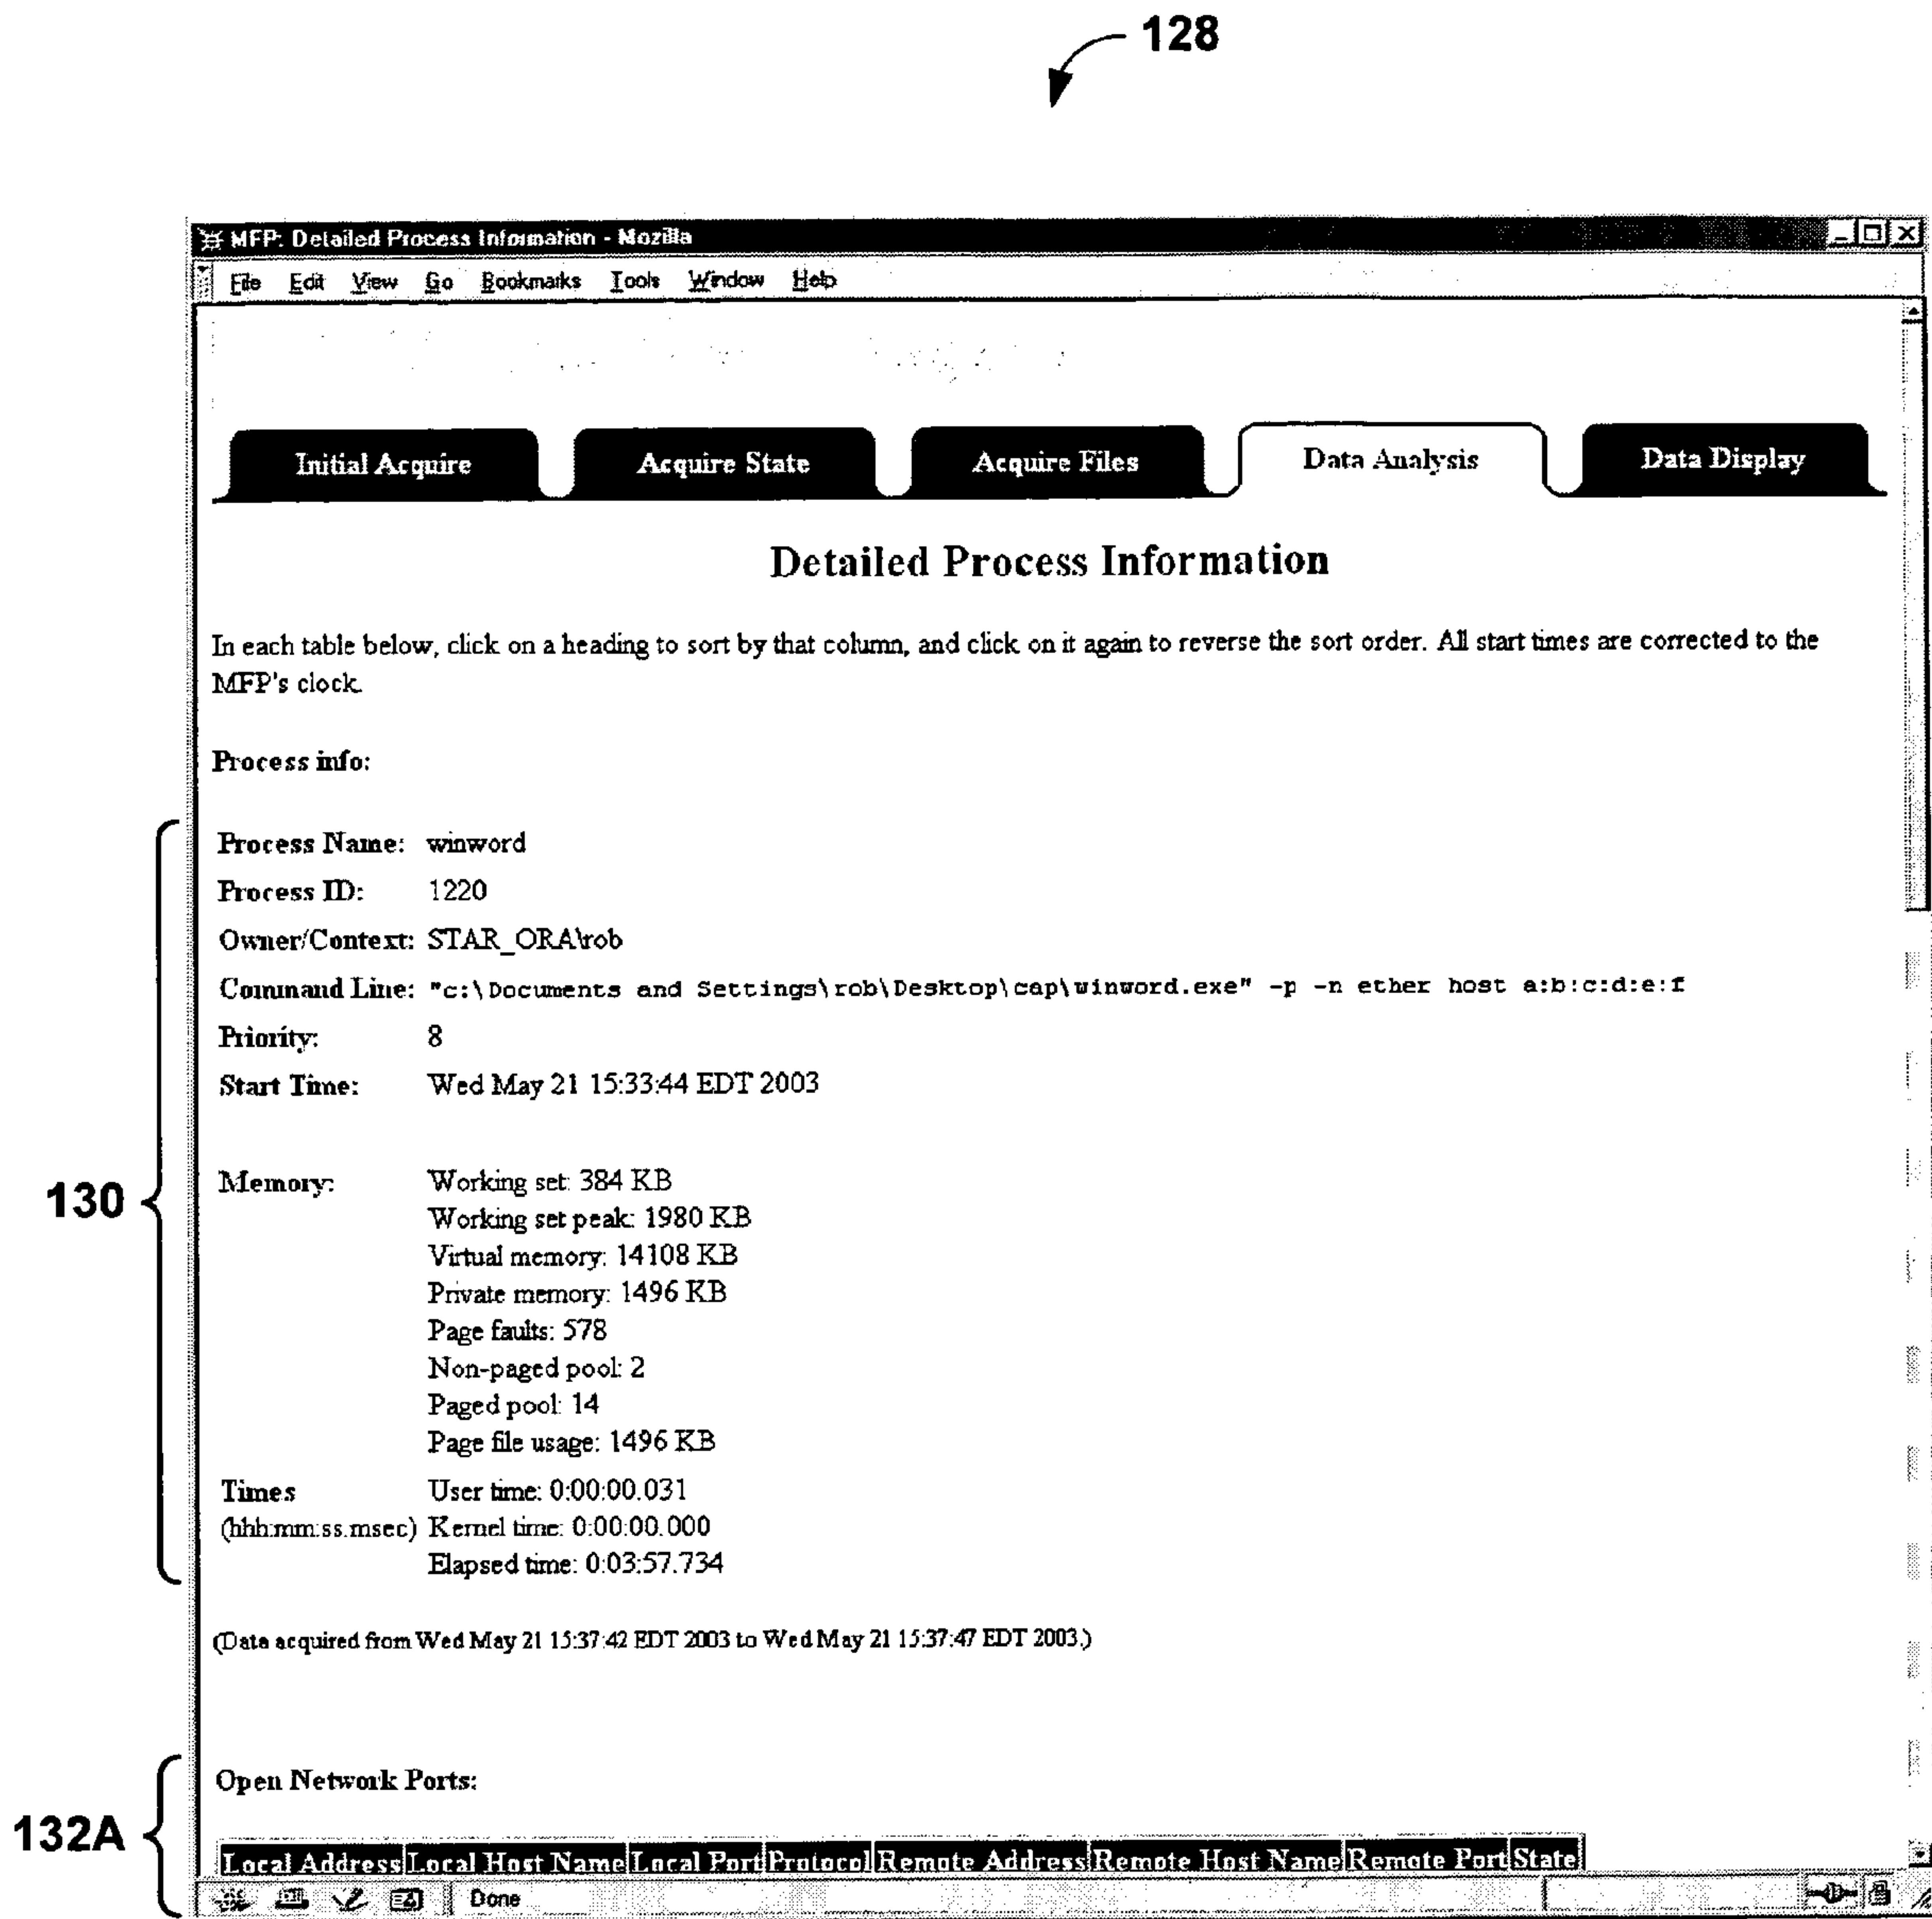 128
MFP: Detailed Process Information - Mozilla
File Edit View Go Bookmarks Tools Window Help
Initial Acquire Acquire State Acquire Files Data Analysis Data Display
Detailed Process Information
In each table below, click on a heading to sort by that column, and click on it again to reverse the sort order. All start times are corrected to the
MFP's clock.
Process info:
130
Process Name: winword
Process ID: 1220
Owner/Context: STAR_ORA\rob
Command Line: "c:\Documents and Settings\rob\Desktop\cap\winword.exe" -p -n ether host a:b:c:d:e:f
Priority: 8
Start Time: Wed May 21 15:33:44 EDT 2003
Memory: Working set: 384 KB
Working set peak: 1980 KB
Virtual memory: 14108 KB
Private memory: 1496 KB
Page faults: 578
Non-paged pool: 2
Paged pool: 14
Page file usage: 1496 KB
Times User time: 0:00:00.031
(hhh:mm:ss.msec) Kernel time: 0:00:00.000
Elapsed time: 0:03:57.734
(Data acquired from Wed May 21 15:37:42 EDT 2003 to Wed May 21 15:37:47 EDT 2003.)
132A
Open Network Ports:
Local Address Local Host Name Local Port Protocol Remote Address Remote Host Name Remote Port State
Done